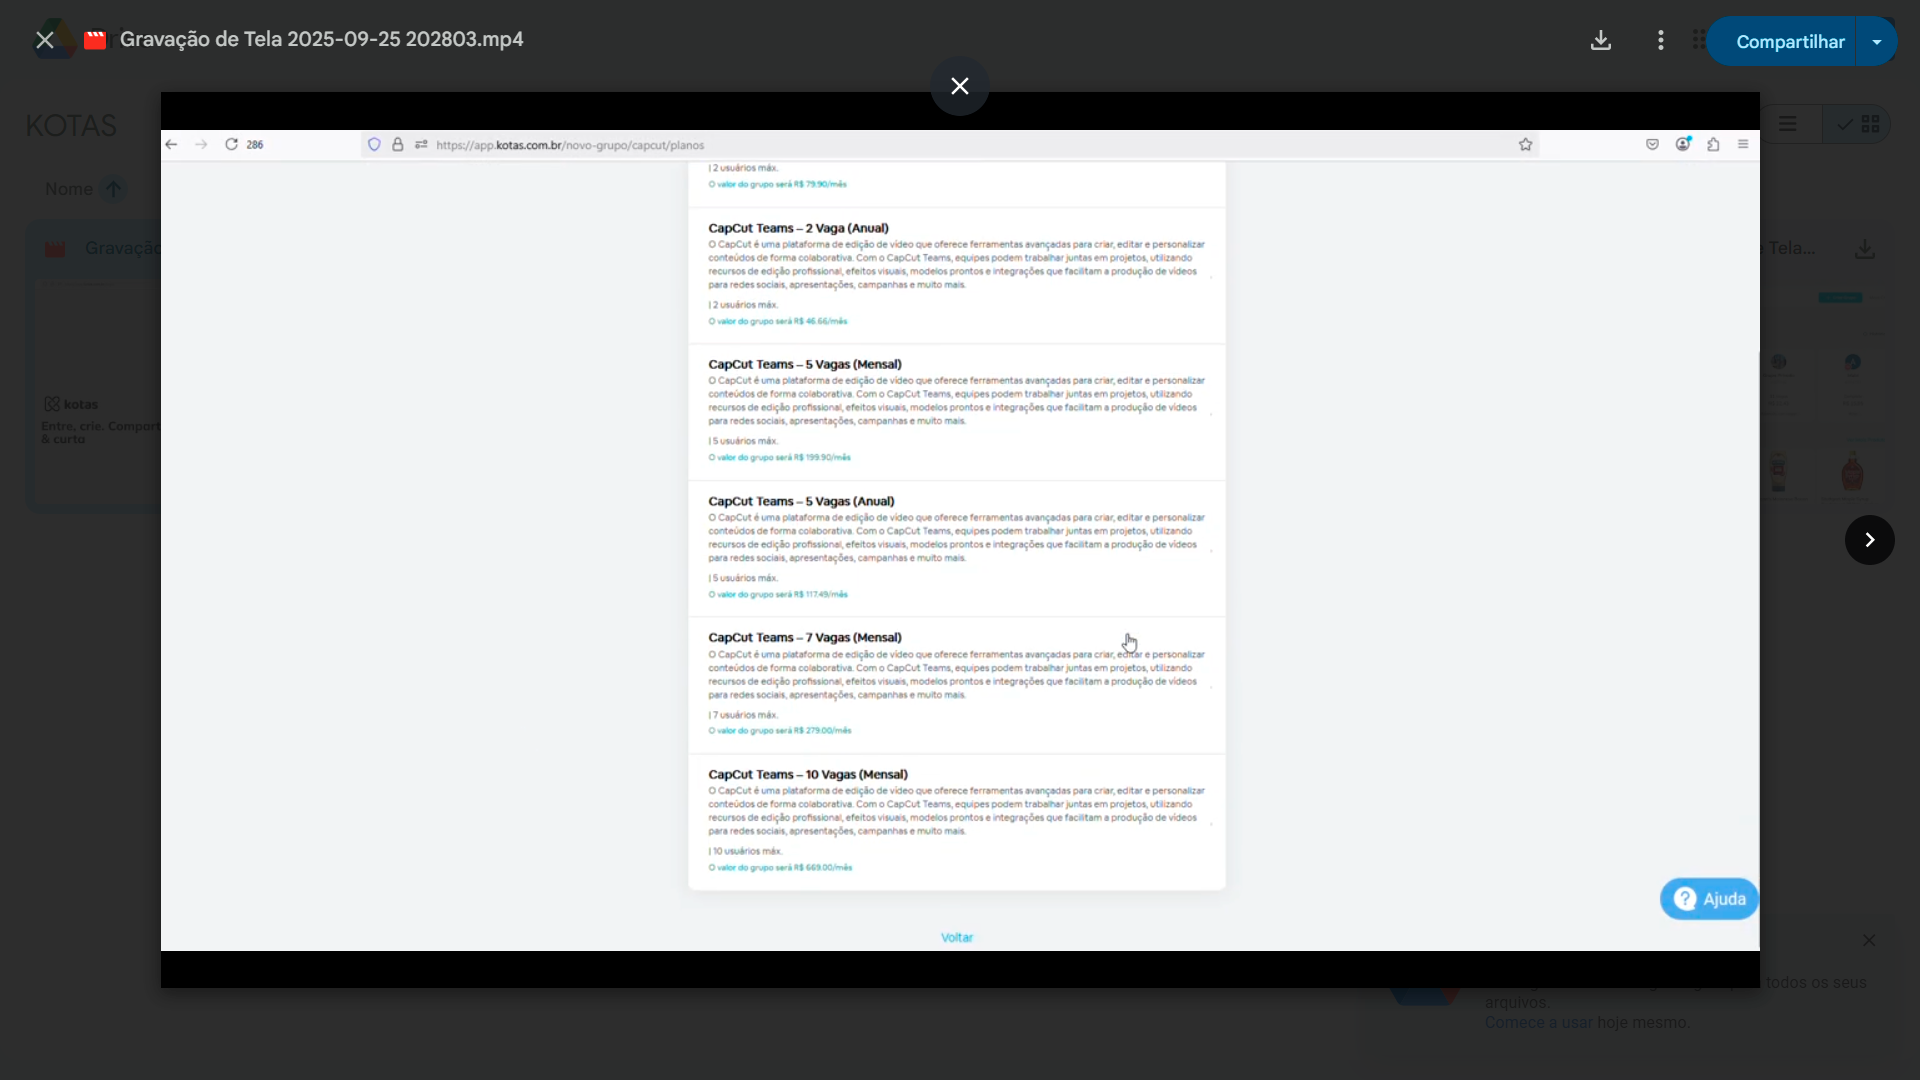 Gravação de Tela 2025-09-25 202803.mp4
Compartilhar
KOTAS
Nome
Gravação
e Tela...
kotas
Entre, crie. Compart
& curta
286
https://app.kotas.com.br/novo-grupo/capcut/planos
| 2 usuários máx.
O valor do grupo será R$ 79.90/mês
CapCut Teams – 2 Vaga (Anual)
O CapCut é uma plataforma de edição de vídeo que oferece ferramentas avançadas para criar, editar e personalizar
conteúdos de forma colaborativa. Com o CapCut Teams, equipes podem trabalhar juntas em projetos, utilizando
recursos de edição profissional, efeitos visuais, modelos prontos e integrações que facilitam a produção de vídeos
para redes sociais, apresentações, campanhas e muito mais.
| 2 usuários máx.
O valor do grupo será R$ 46.66/mês
CapCut Teams – 5 Vagas (Mensal)
O CapCut é uma plataforma de edição de vídeo que oferece ferramentas avançadas para criar, editar e personalizar
conteúdos de forma colaborativa. Com o CapCut Teams, equipes podem trabalhar juntas em projetos, utilizando
recursos de edição profissional, efeitos visuais, modelos prontos e integrações que facilitam a produção de vídeos
para redes sociais, apresentações, campanhas e muito mais.
| 5 usuários máx.
O valor do grupo será R$ 199.90/mês
CapCut Teams – 5 Vagas (Anual)
O CapCut é uma plataforma de edição de vídeo que oferece ferramentas avançadas para criar, editar e personalizar
conteúdos de forma colaborativa. Com o CapCut Teams, equipes podem trabalhar juntas em projetos, utilizando
recursos de edição profissional, efeitos visuais, modelos prontos e integrações que facilitam a produção de vídeos
para redes sociais, apresentações, campanhas e muito mais.
| 5 usuários máx.
O valor do grupo será R$ 117.49/mês
CapCut Teams – 7 Vagas (Mensal)
O CapCut é uma plataforma de edição de vídeo que oferece ferramentas avançadas para criar, editar e personalizar
conteúdos de forma colaborativa. Com o CapCut Teams, equipes podem trabalhar juntas em projetos, utilizando
recursos de edição profissional, efeitos visuais, modelos prontos e integrações que facilitam a produção de vídeos
para redes sociais, apresentações, campanhas e muito mais.
| 7 usuários máx.
O valor do grupo será R$ 279.00/mês
CapCut Teams – 10 Vagas (Mensal)
O CapCut é uma plataforma de edição de vídeo que oferece ferramentas avançadas para criar, editar e personalizar
conteúdos de forma colaborativa. Com o CapCut Teams, equipes podem trabalhar juntas em projetos, utilizando
recursos de edição profissional, efeitos visuais, modelos prontos e integrações que facilitam a produção de vídeos
para redes sociais, apresentações, campanhas e muito mais.
| 10 usuários máx.
O valor do grupo será R$ 669.00/mês
Ajuda
Voltar
todos os seus
arquivos.
Comece a usar hoje mesmo.